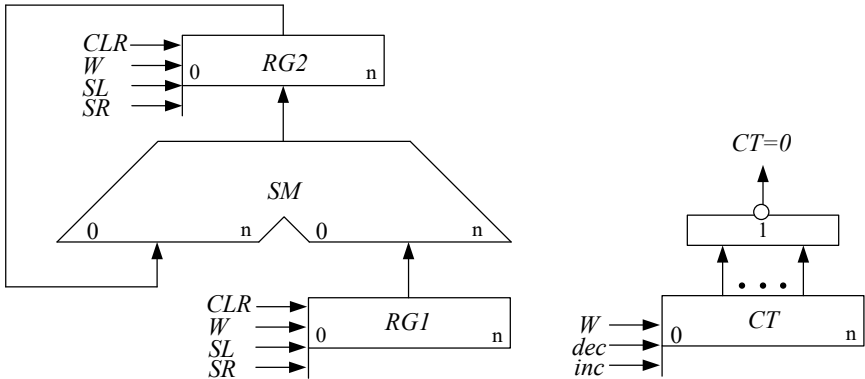 CLR
W
SL
SR
0 RG2 n
SM
0 n 0 n
CLR
W
SL
SR
0 RG1 n
CT=0
1
W
dec
inc
0 CT n